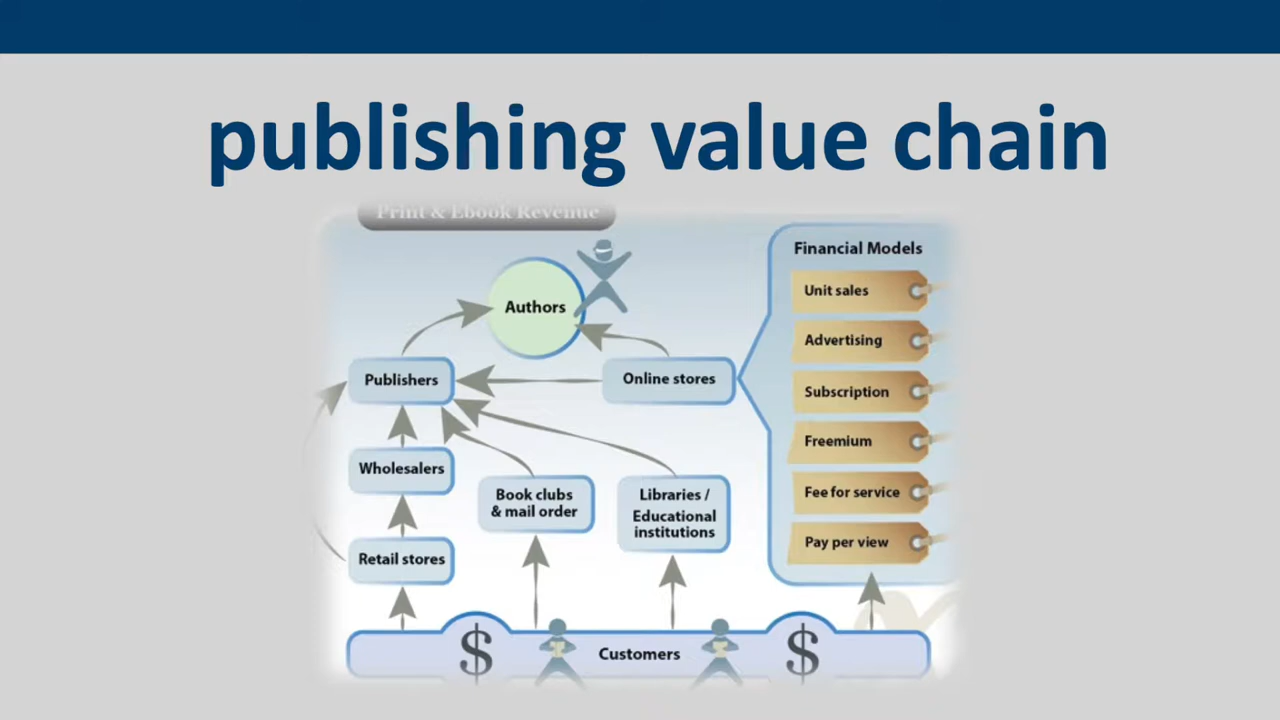 publishing value chain
Print & Ebook Revenue
Financial Models
Unit sales
Authors
Advertising
Publishers
Online stores
Subscription
Freemium
Wholesalers
Book clubs
& mail order
Libraries /
Educational
institutions
Fee for service
Pay per view
Retail stores
$
Customers
$